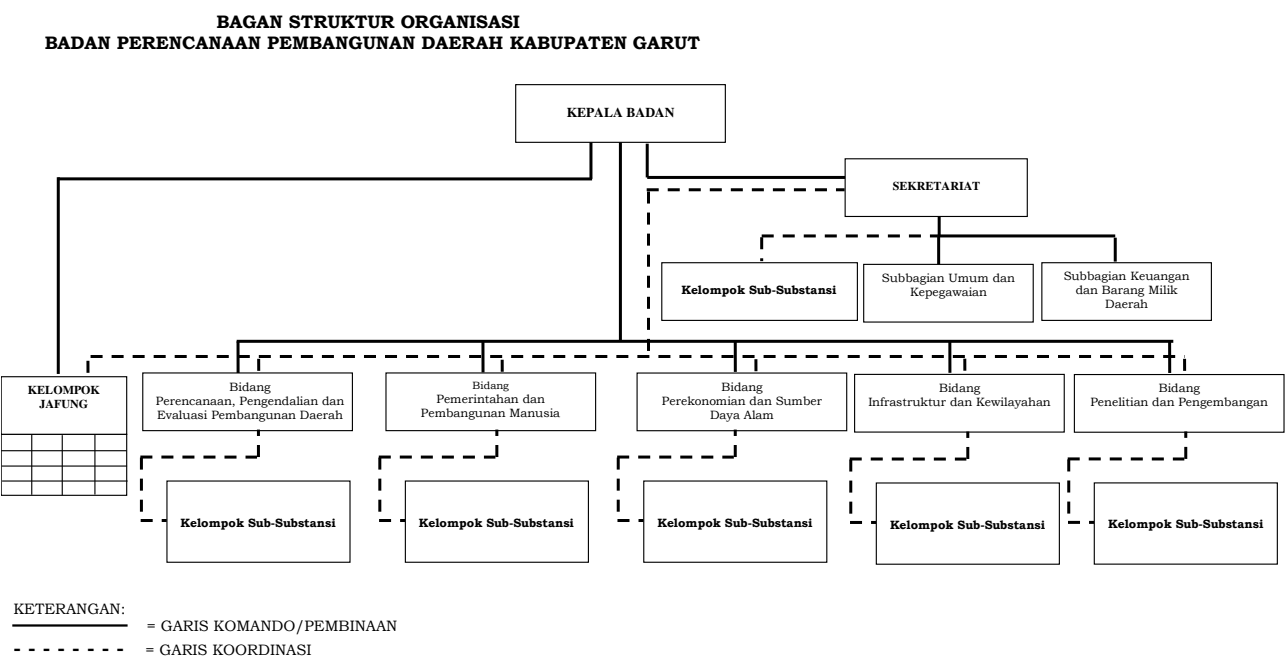 BAGAN STRUKTUR ORGANISASI
BADAN PERENCANAAN PEMBANGUNAN DAERAH KABUPATEN GARUT
KEPALA BADAN
SEKRETARIAT
Kelompok Sub-Substansi
Subbagian Umum dan
Kepegawaian
Subbagian Keuangan
dan Barang Milik
Daerah
KELOMPOK
JAFUNG
Bidang
Perencanaan, Pengendalian dan
Evaluasi Pembangunan Daerah
Bidang
Pemerintahan dan
Pembangunan Manusia
Bidang
Perekonomian dan Sumber
Daya Alam
Bidang
Infrastruktur dan Kewilayahan
Bidang
Penelitian dan Pengembangan
Kelompok Sub-Substansi
Kelompok Sub-Substansi
Kelompok Sub-Substansi
Kelompok Sub-Substansi
Kelompok Sub-Substansi
KETERANGAN:
= GARIS KOMANDO/PEMBINAAN
= GARIS KOORDINASI